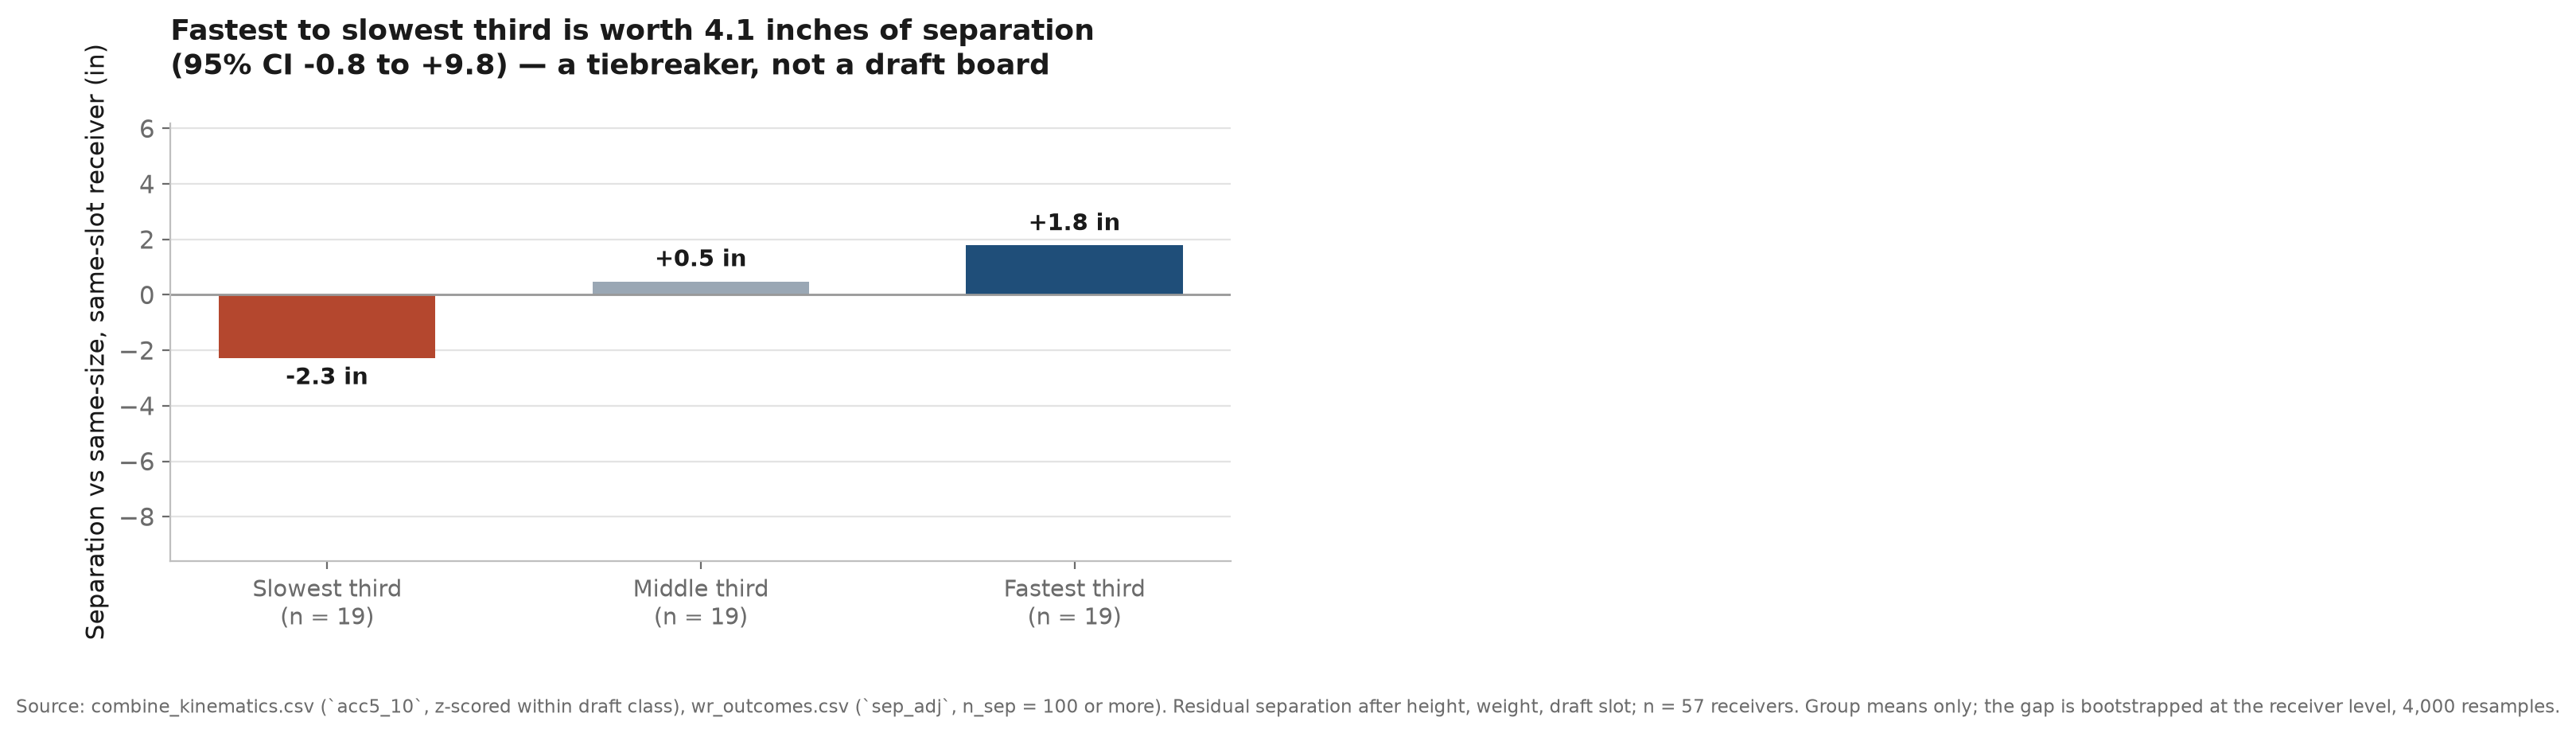 Fastest to slowest third is worth 4.1 inches of separation
(95% CI -0.8 to +9.8) — a tiebreaker, not a draft board
Separation vs same-size, same-slot receiver (in)
6
4
2
0
−2
−4
−6
−8
-2.3 in
+0.5 in
+1.8 in
Slowest third
(n = 19)
Middle third
(n = 19)
Fastest third
(n = 19)
Source: combine_kinematics.csv (`acc5_10`, z-scored within draft class), wr_outcomes.csv (`sep_adj`, n_sep = 100 or more). Residual separation after height, weight, draft slot; n = 57 receivers. Group means only; the gap is bootstrapped at the receiver level, 4,000 resamples.